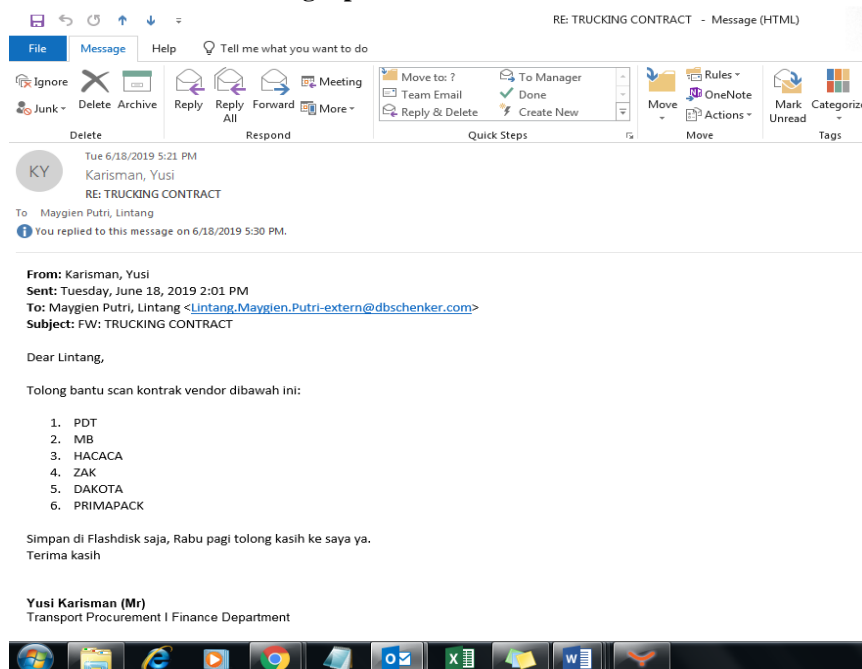 RE: TRUCKING CONTRACT - Message (HTML)
File Message Help Tell me what you want to do
Ignore
Junk
Delete Archive
Reply Reply All Forward
Meeting
More
Move to: ? To Manager
Team Email Done
Reply & Delete Create New
Move
Rules
OneNote
Actions
Mark Unread
Categorize
Delete Respond Quick Steps Move Tags
KY
Tue 6/18/2019 5:21 PM
Karisman, Yusi
RE: TRUCKING CONTRACT
To Maygien Putri, Lintang
You replied to this message on 6/18/2019 5:30 PM.
From: Karisman, Yusi
Sent: Tuesday, June 18, 2019 2:01 PM
To: Maygien Putri, Lintang <Lintang.Maygien.Putri-extern@dbschenker.com>
Subject: FW: TRUCKING CONTRACT
Dear Lintang,
Tolong bantu scan kontrak vendor dibawah ini:
1. PDT
2. MB
3. HACACA
4. ZAK
5. DAKOTA
6. PRIMAPACK
Simpan di Flashdisk saja, Rabu pagi tolong kasih ke saya ya.
Terima kasih
Yusi Karisman (Mr)
Transport Procurement I Finance Department